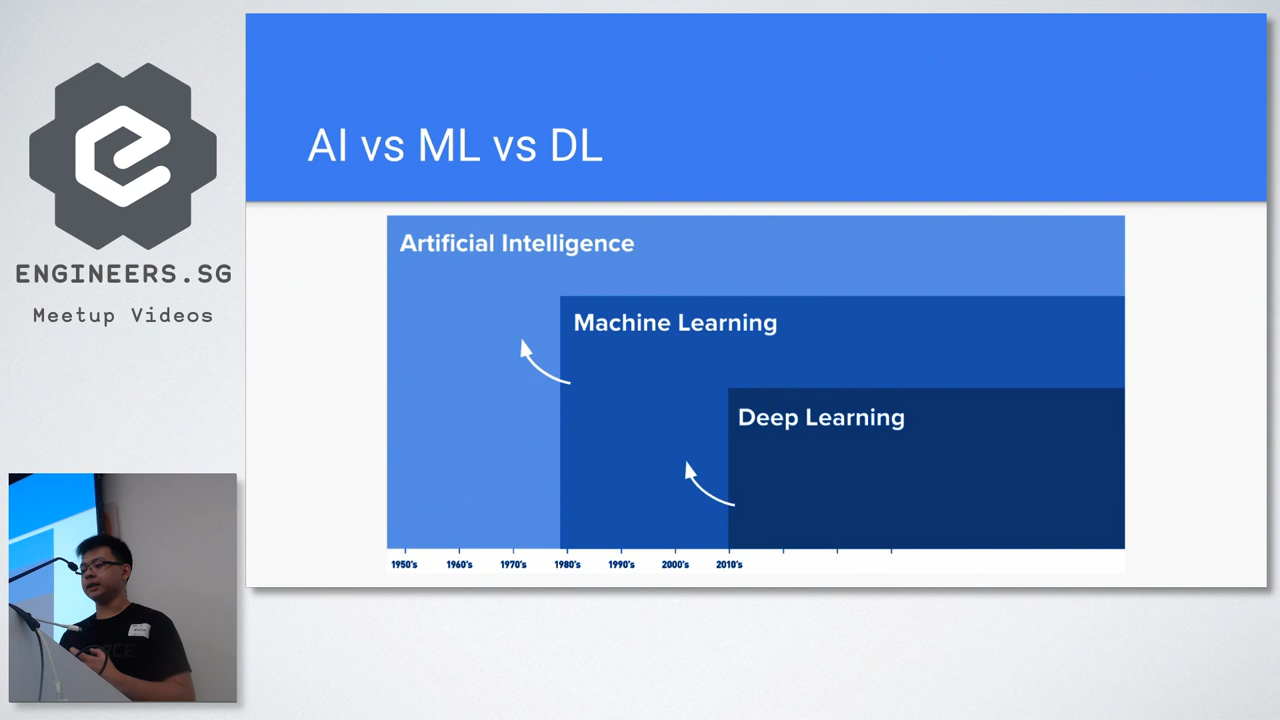 ENGINEERS.SG
Meetup Videos
AI vs ML vs DL
Artificial Intelligence
Machine Learning
Deep Learning
1950's 1960's 1970's 1980's 1990's 2000's 2010's